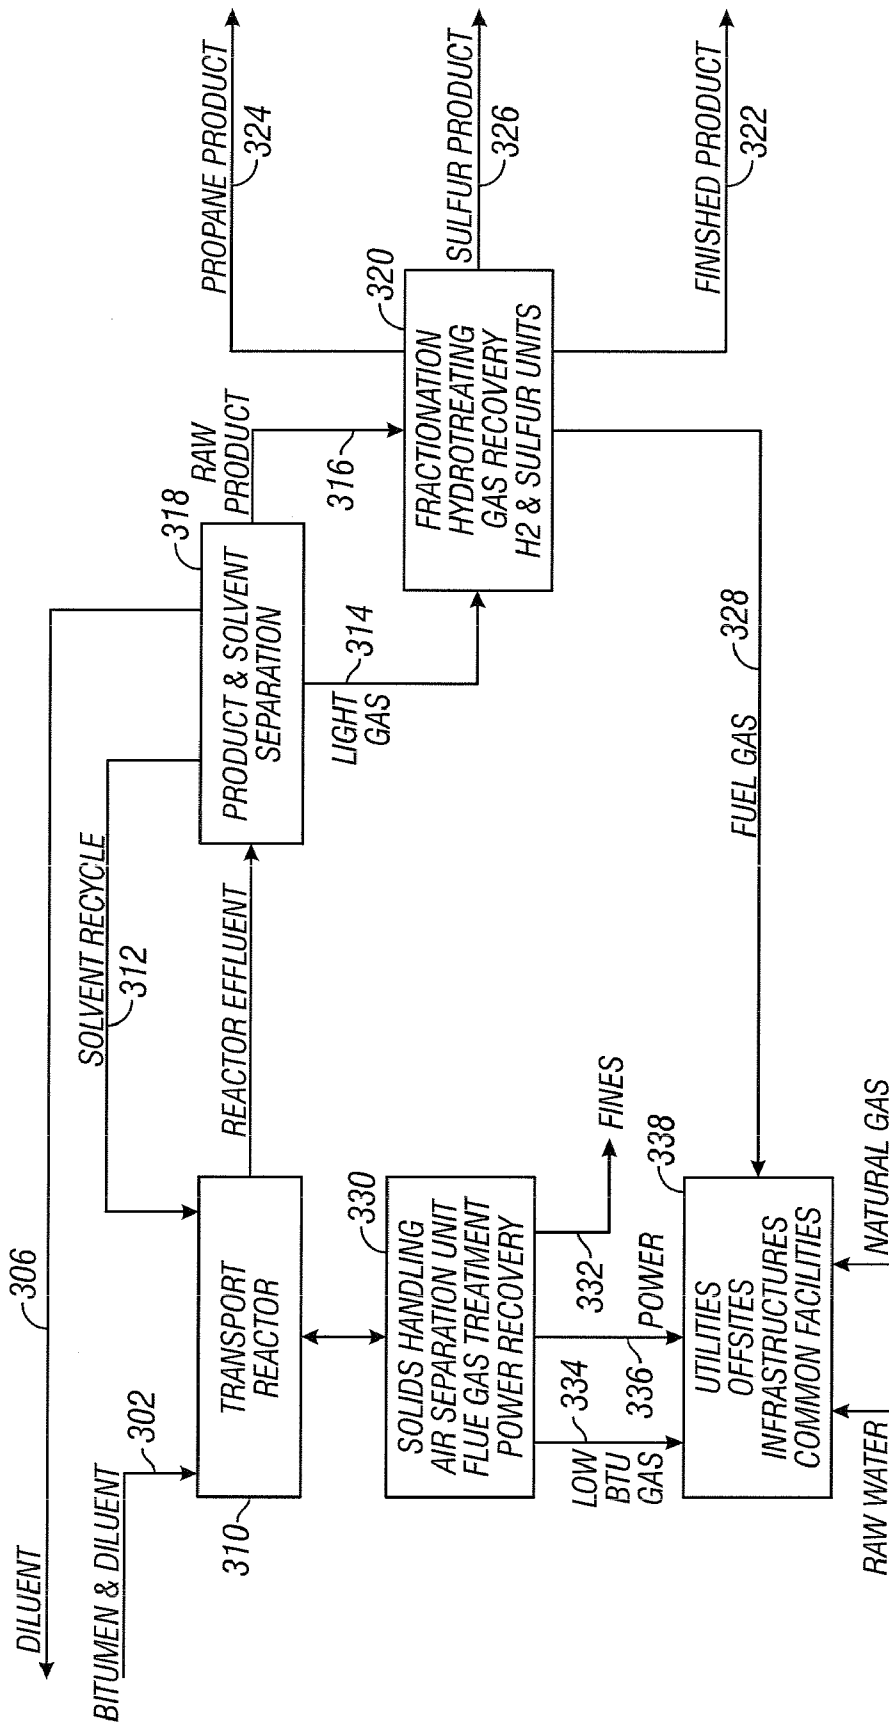 DILUENT
306
BITUMEN & DILUENT
302
SOLVENT RECYCLE
312
TRANSPORT
REACTOR
310
REACTOR EFFLUENT
PRODUCT & SOLVENT
SEPARATION
318
RAW
PRODUCT
316
LIGHT
GAS
314
PROPANE PRODUCT
324
FRACTIONATION
HYDROTREATING
GAS RECOVERY
H2 & SULFUR UNITS
320
SULFUR PRODUCT
326
FINISHED PRODUCT
322
SOLIDS HANDLING
AIR SEPARATION UNIT
FLUE GAS TREATMENT
POWER RECOVERY
330
332
FINES
LOW
BTU
GAS
334
336
POWER
FUEL GAS
328
UTILITIES
OFFSITES
INFRASTRUCTURES
COMMON FACILITIES
338
RAW WATER
NATURAL GAS